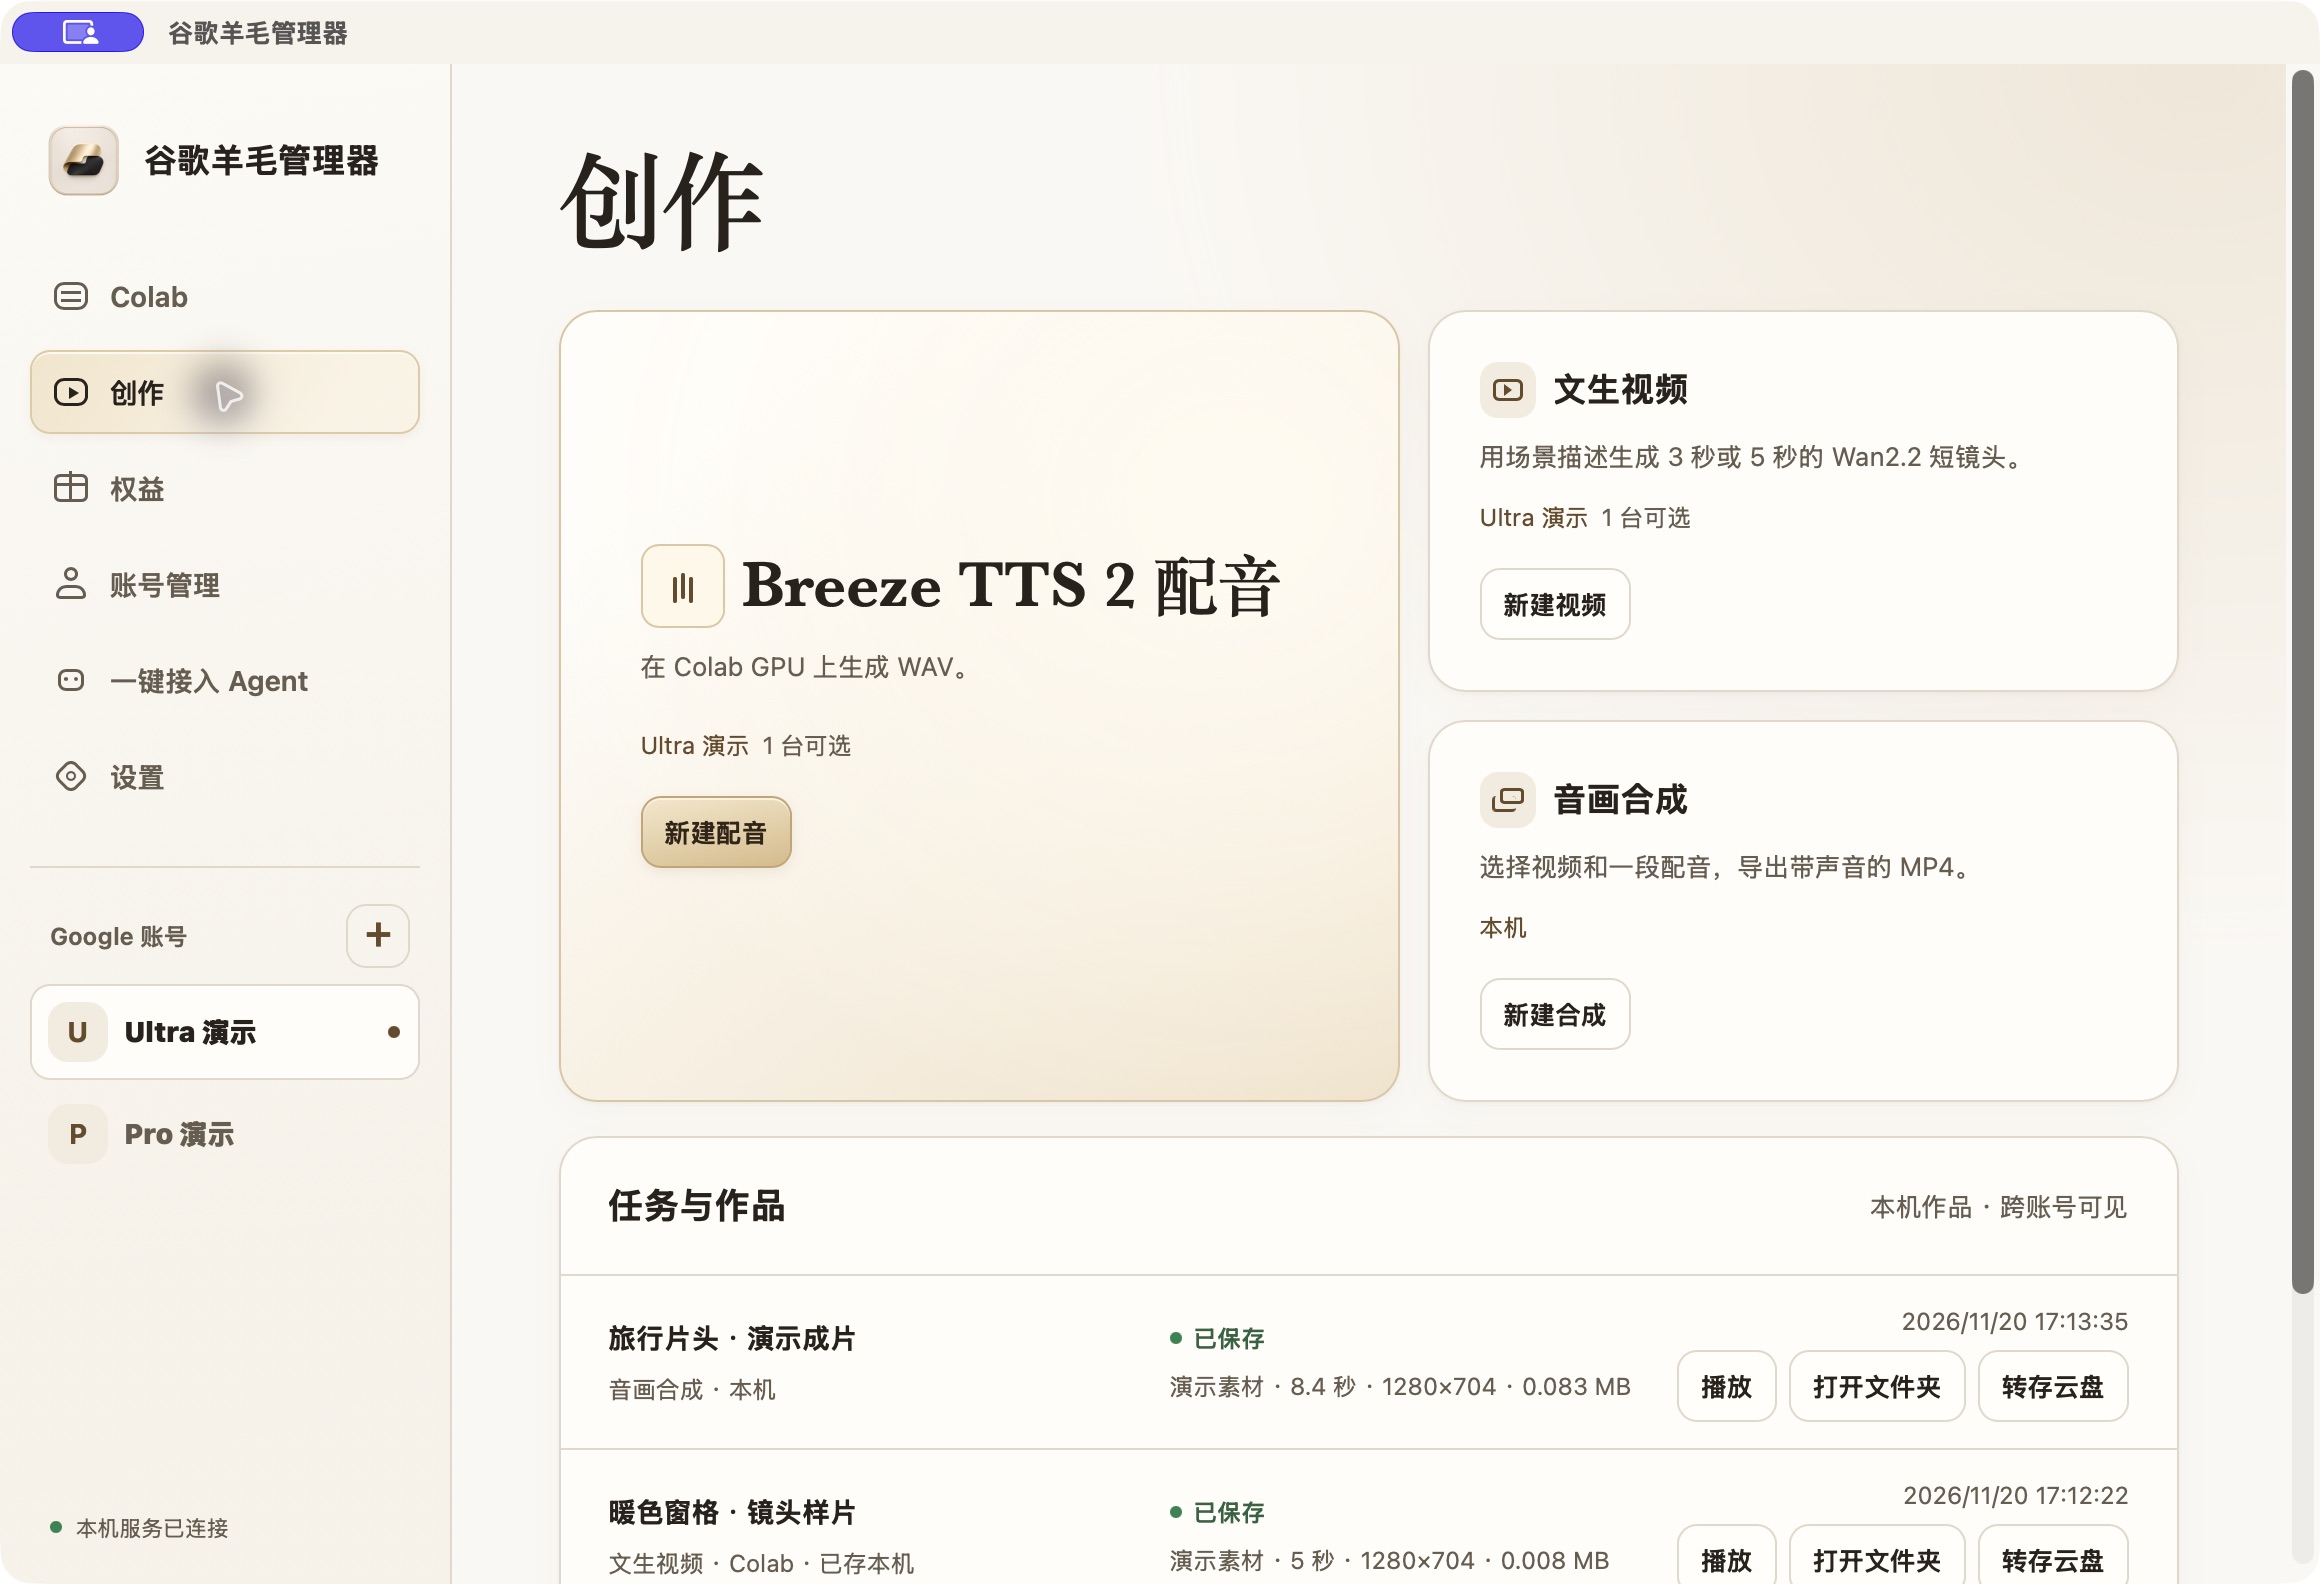 谷歌羊毛管理器
谷歌羊毛管理器
Colab
创作
权益
账号管理
一键接入 Agent
设置
Google 账号
U
Ultra 演示
P
Pro 演示
本机服务已连接
创作
Breeze TTS 2 配音
在 Colab GPU 上生成 WAV。
Ultra 演示 1 台可选
新建配音
文生视频
用场景描述生成 3 秒或 5 秒的 Wan2.2 短镜头。
Ultra 演示 1 台可选
新建视频
音画合成
选择视频和一段配音，导出带声音的 MP4。
本机
新建合成
任务与作品
本机作品 · 跨账号可见
旅行片头 · 演示成片
音画合成 · 本机
已保存
演示素材 · 8.4 秒 · 1280×704 · 0.083 MB
2026/11/20 17:13:35
播放
打开文件夹
转存云盘
暖色窗格 · 镜头样片
文生视频 · Colab · 已存本机
已保存
演示素材 · 5 秒 · 1280×704 · 0.008 MB
2026/11/20 17:12:22
播放
打开文件夹
转存云盘